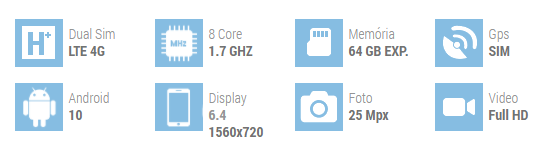 H+
Dual Sim
LTE 4G
MHz
8 Core
1.7 GHZ
Memória
64 GB EXP.
Gps
SIM
Android
10
Display
6.4
1560x720
Foto
25 Mpx
Video
Full HD